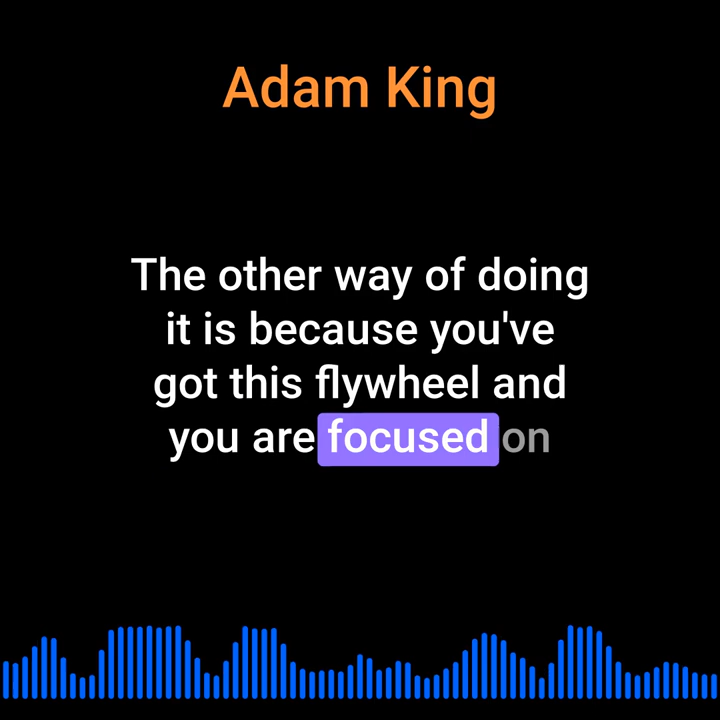 Adam King
The other way of doing
it is because you've
got this flywheel and
you are focused on